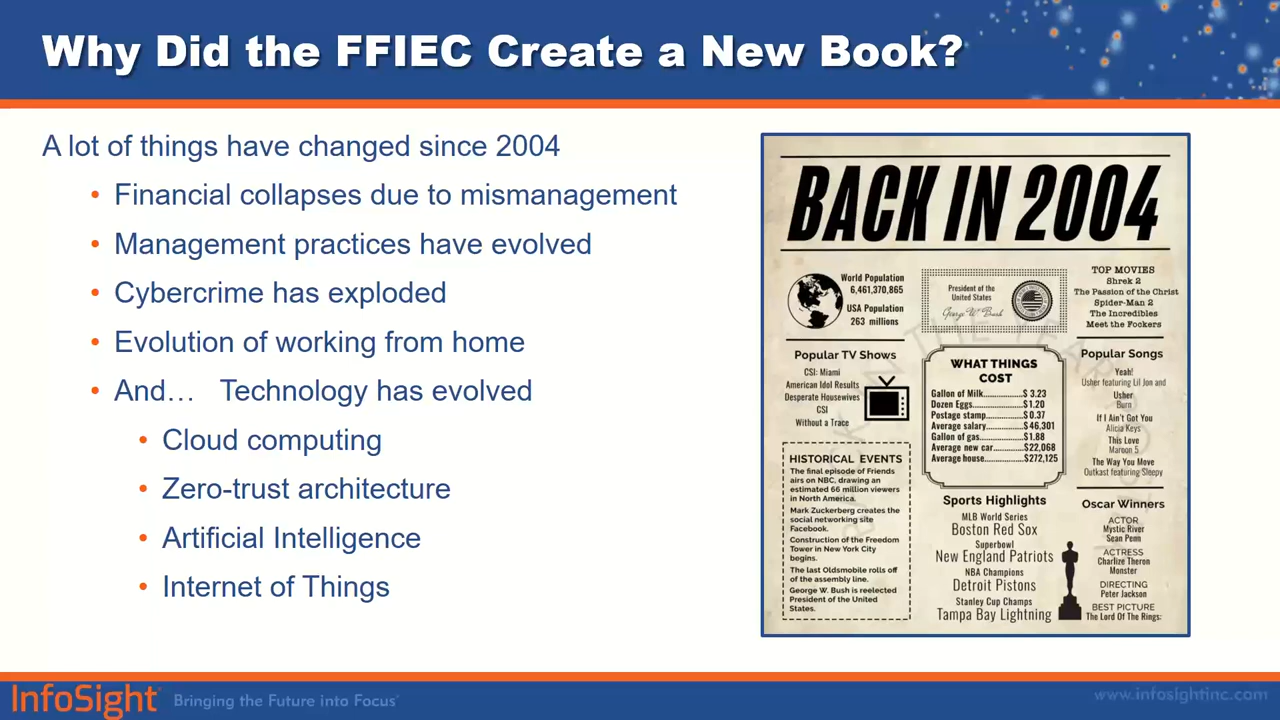 Why Did the FFIEC Create a New Book?
A lot of things have changed since 2004
• Financial collapses due to mismanagement
• Management practices have evolved
• Cybercrime has exploded
• Evolution of working from home
• And… Technology has evolved
• Cloud computing
• Zero-trust architecture
• Artificial Intelligence
• Internet of Things
BACK IN 2004
World Population
6,461,370,865
USA Population
263 millions
President of the
United States
George W. Bush
TOP MOVIES
Shrek 2
The Passion of the Christ
Spider-Man 2
The Incredibles
Meet the Fockers
Popular TV Shows
CSI: Miami
American Idol Results
Desperate Housewives
CSI
Without a Trace
WHAT THINGS
COST
Gallon of Milk..............$ 3.23
Dozen Eggs....................$1.20
Postage stamp..............$ 0.37
Average salary..........$ 46,301
Gallon of gas................$1.88
Average new car.......$22,068
Average house..........$272,125
Popular Songs
Yeah!
Usher featuring Lil Jon and
Usher
Burn
If I Ain't Got You
Alicia Keys
This Love
Maroon 5
The Way You Move
Outkast featuring Sleepy
HISTORICAL EVENTS
The final episode of Friends
airs on NBC, drawing an
estimated 66 million viewers
in North America.
Mark Zuckerberg creates the
social networking site
Facebook.
Construction of the Freedom
Tower in New York City
begins.
The last Oldsmobile rolls off
of the assembly line.
George W. Bush is reelected
President of the United
States.
Sports Highlights
MLB World Series
Boston Red Sox
Superbowl
New England Patriots
NBA Champions
Detroit Pistons
Stanley Cup Champs
Tampa Bay Lightning
Oscar Winners
ACTOR
Mystic River
Sean Penn
ACTRESS
Charlize Theron
Monster
DIRECTING
Peter Jackson
BEST PICTURE
The Lord Of The Rings:
InfoSight Bringing the Future into Focus
www.infosightinc.com